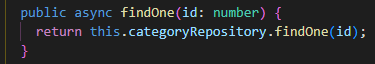 public async findOne(id: number) {
return this.categoryRepository.findOne(id);
}